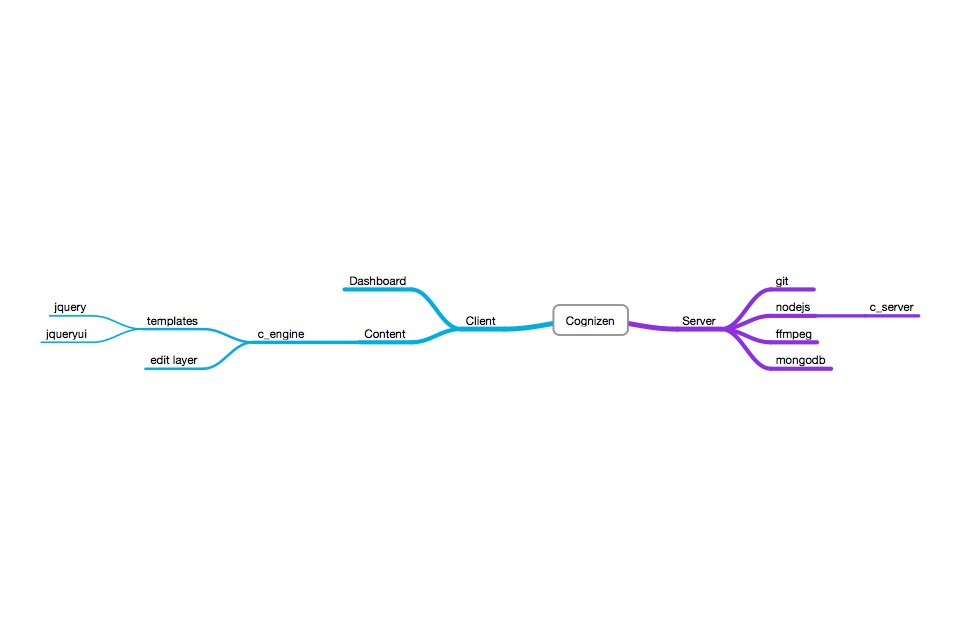 Dashboard
git
jquery
nodejs
c_server
templates
Client
Cognizen
Server
jqueryui
c_engine
Content
ffmpeg
edit layer
mongodb